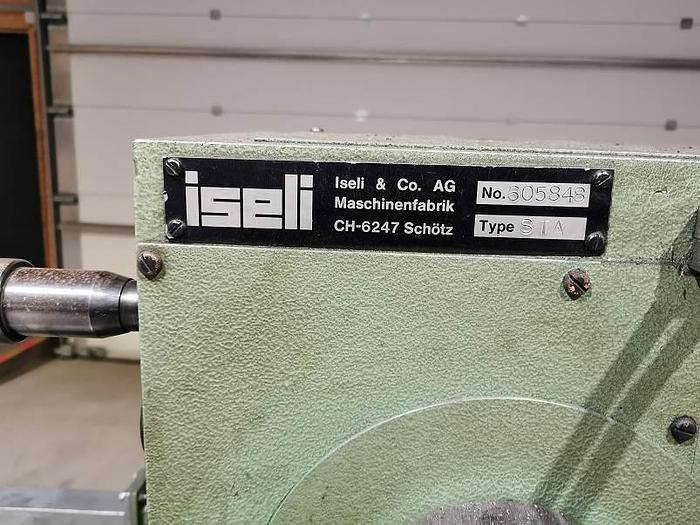 iseli
Iseli & Co. AG
Maschinenfabrik
CH-6247 Schötz
No. 605848
Type STA